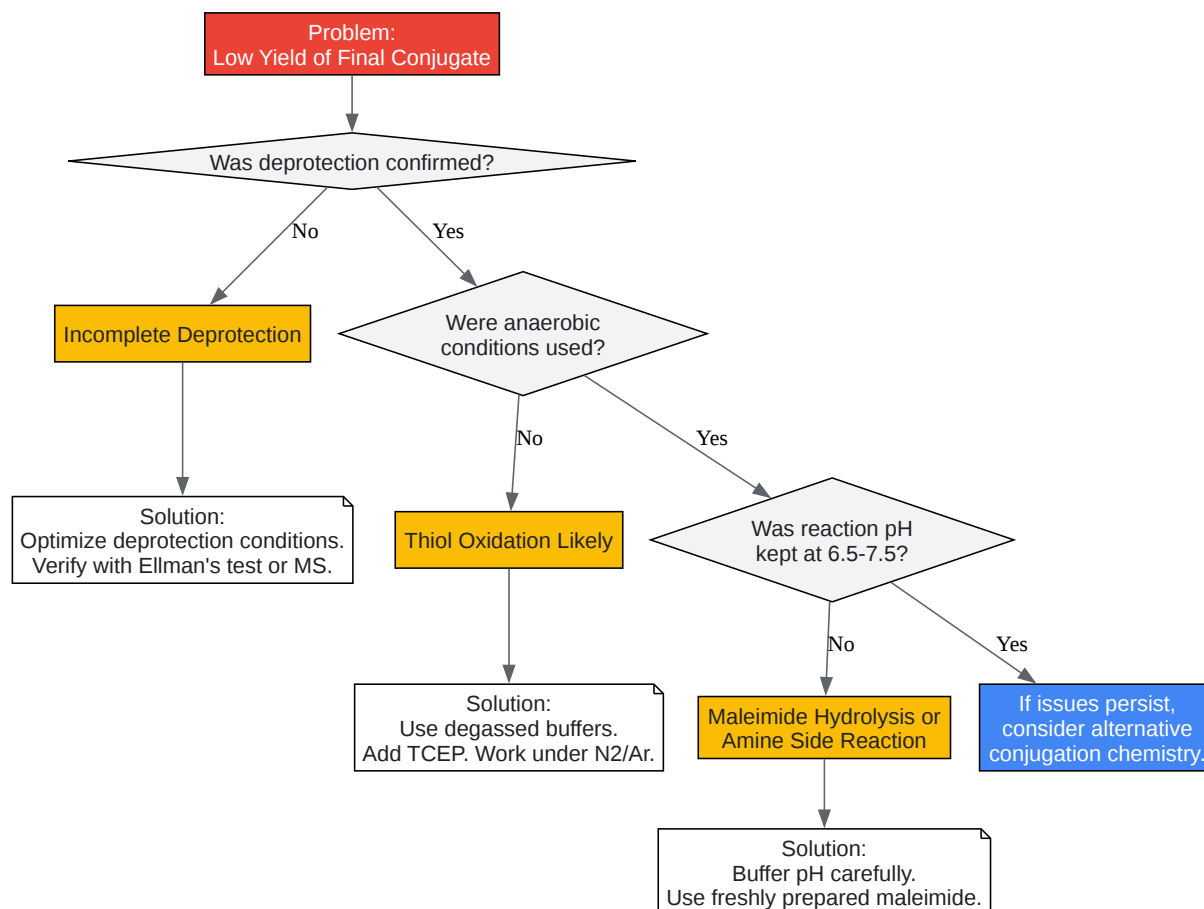 Problem:
Low Yield of Final Conjugate
Was deprotection confirmed?
No
Yes
Incomplete Deprotection
Were anaerobic
conditions used?
Solution:
Optimize deprotection conditions.
Verify with Ellman's test or MS.
No
Yes
Thiol Oxidation Likely
Was reaction pH
kept at 6.5-7.5?
Solution:
Use degassed buffers.
Add TCEP. Work under N2/Ar.
No
Yes
Maleimide Hydrolysis or
Amine Side Reaction
If issues persist,
consider alternative
conjugation chemistry.
Solution:
Buffer pH carefully.
Use freshly prepared maleimide.